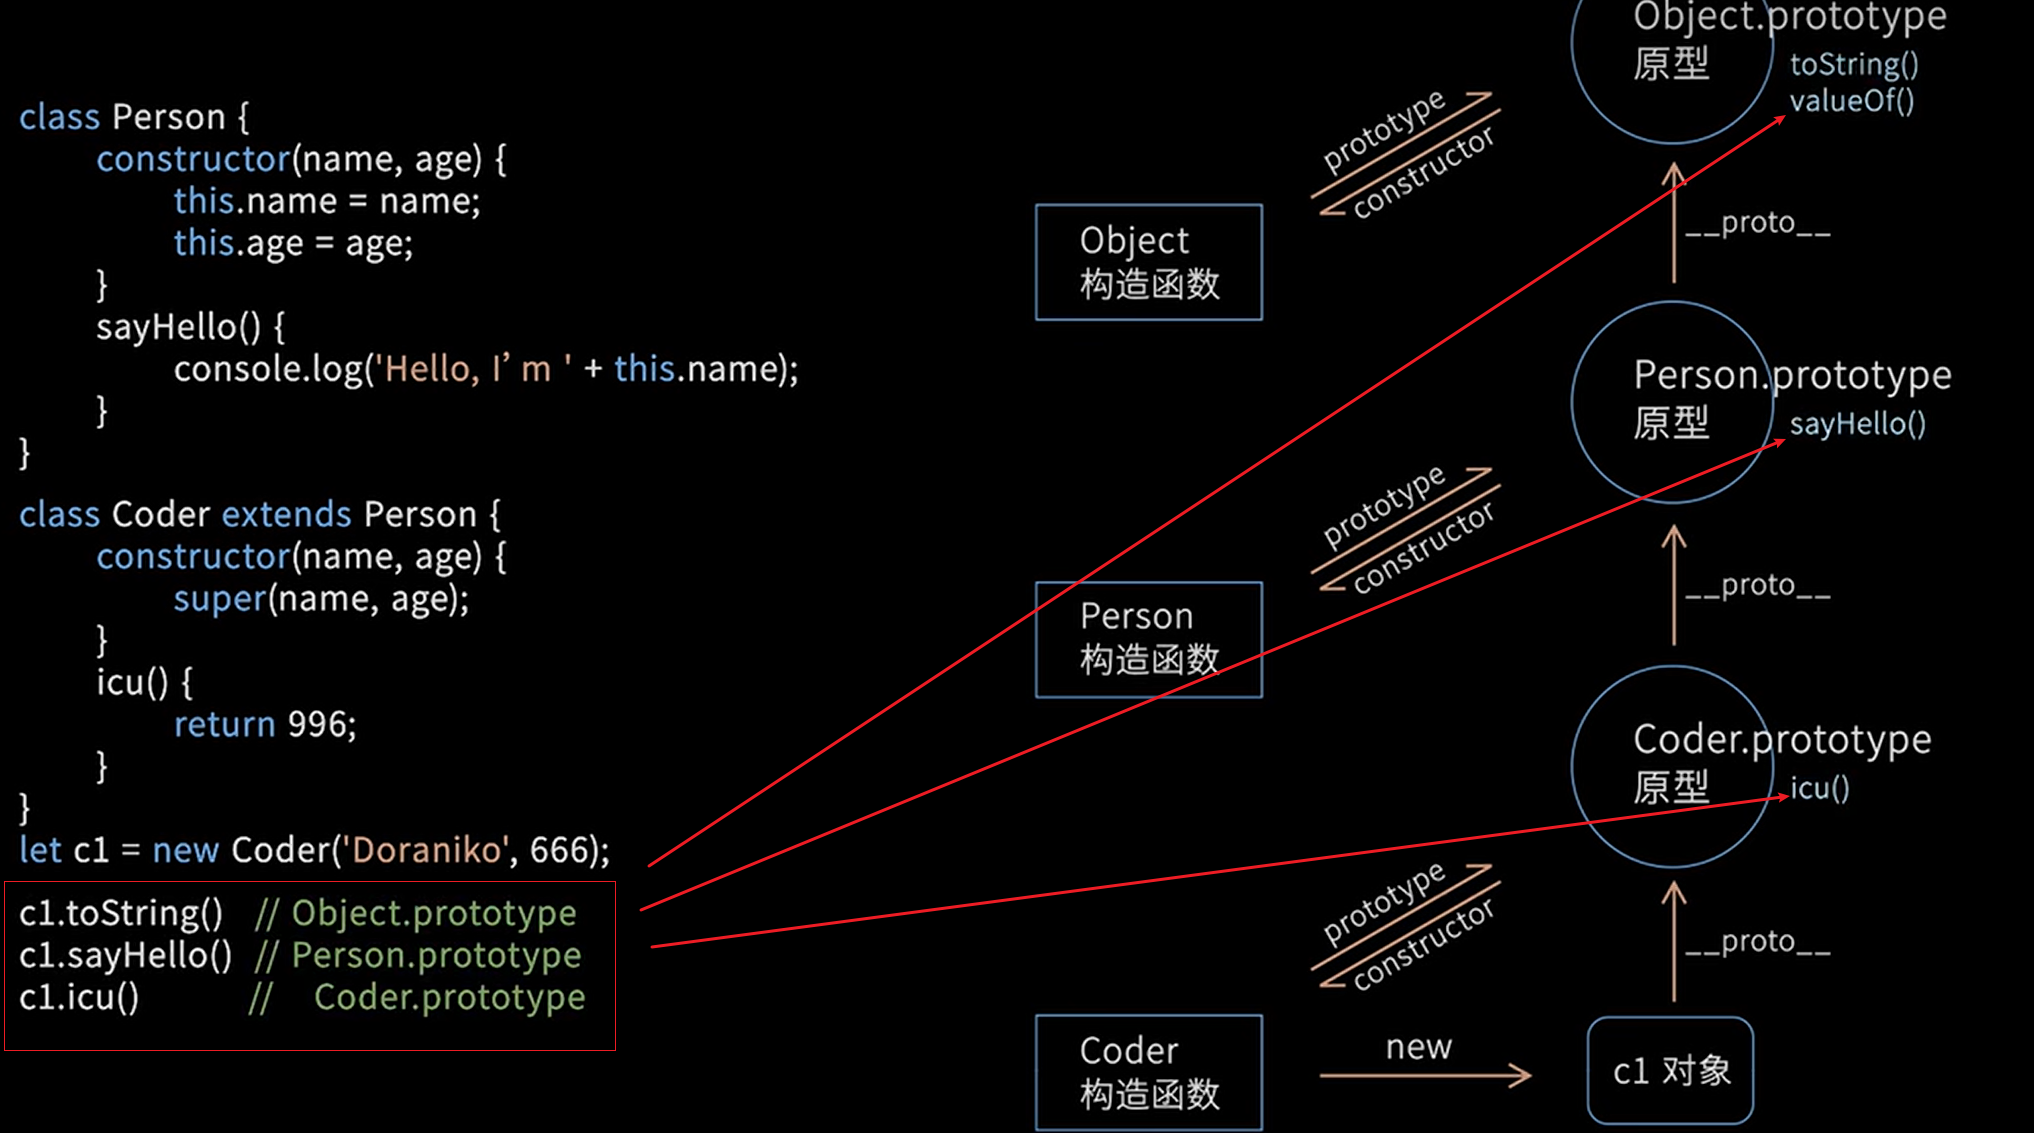 class Person {
constructor(name, age) {
this.name = name;
this.age = age;
}
sayHello() {
console.log('Hello, I’ m ' + this.name);
}
}
class Coder extends Person {
constructor(name, age) {
super(name, age);
}
icu() {
return 996;
}
}
let c1 = new Coder('Doraniko', 666);
c1.toString() // Object.prototype
c1.sayHello() // Person.prototype
c1.icu() // Coder.prototype
Object.prototype
原型
toString()
valueOf()
prototype
constructor
Object
构造函数
__proto__
Person.prototype
原型
sayHello()
prototype
constructor
Person
构造函数
__proto__
Coder.prototype
原型
icu()
prototype
constructor
__proto__
Coder
构造函数
new
c1 对象